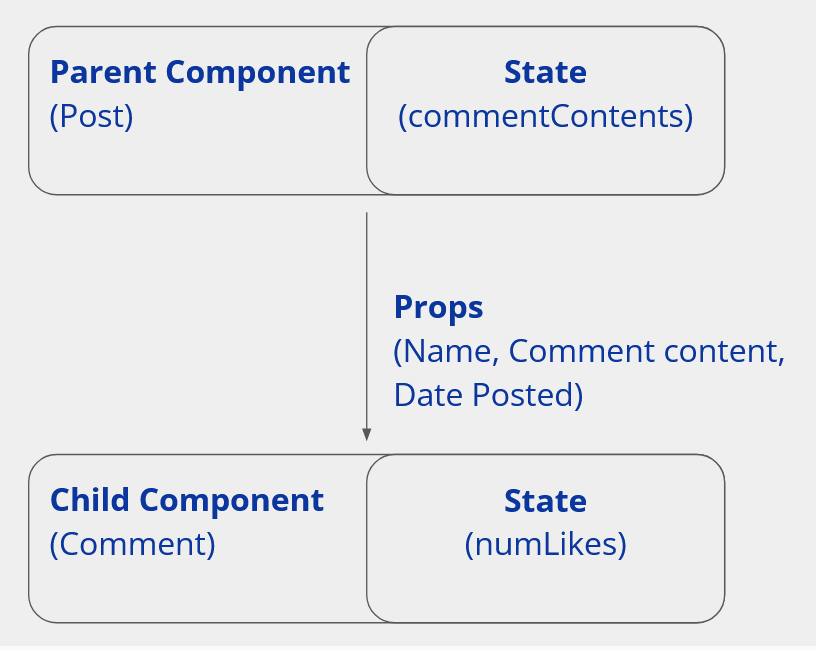 Parent Component
(Post)
State
(commentContents)
Props
(Name, Comment content,
Date Posted)
Child Component
(Comment)
State
(numLikes)